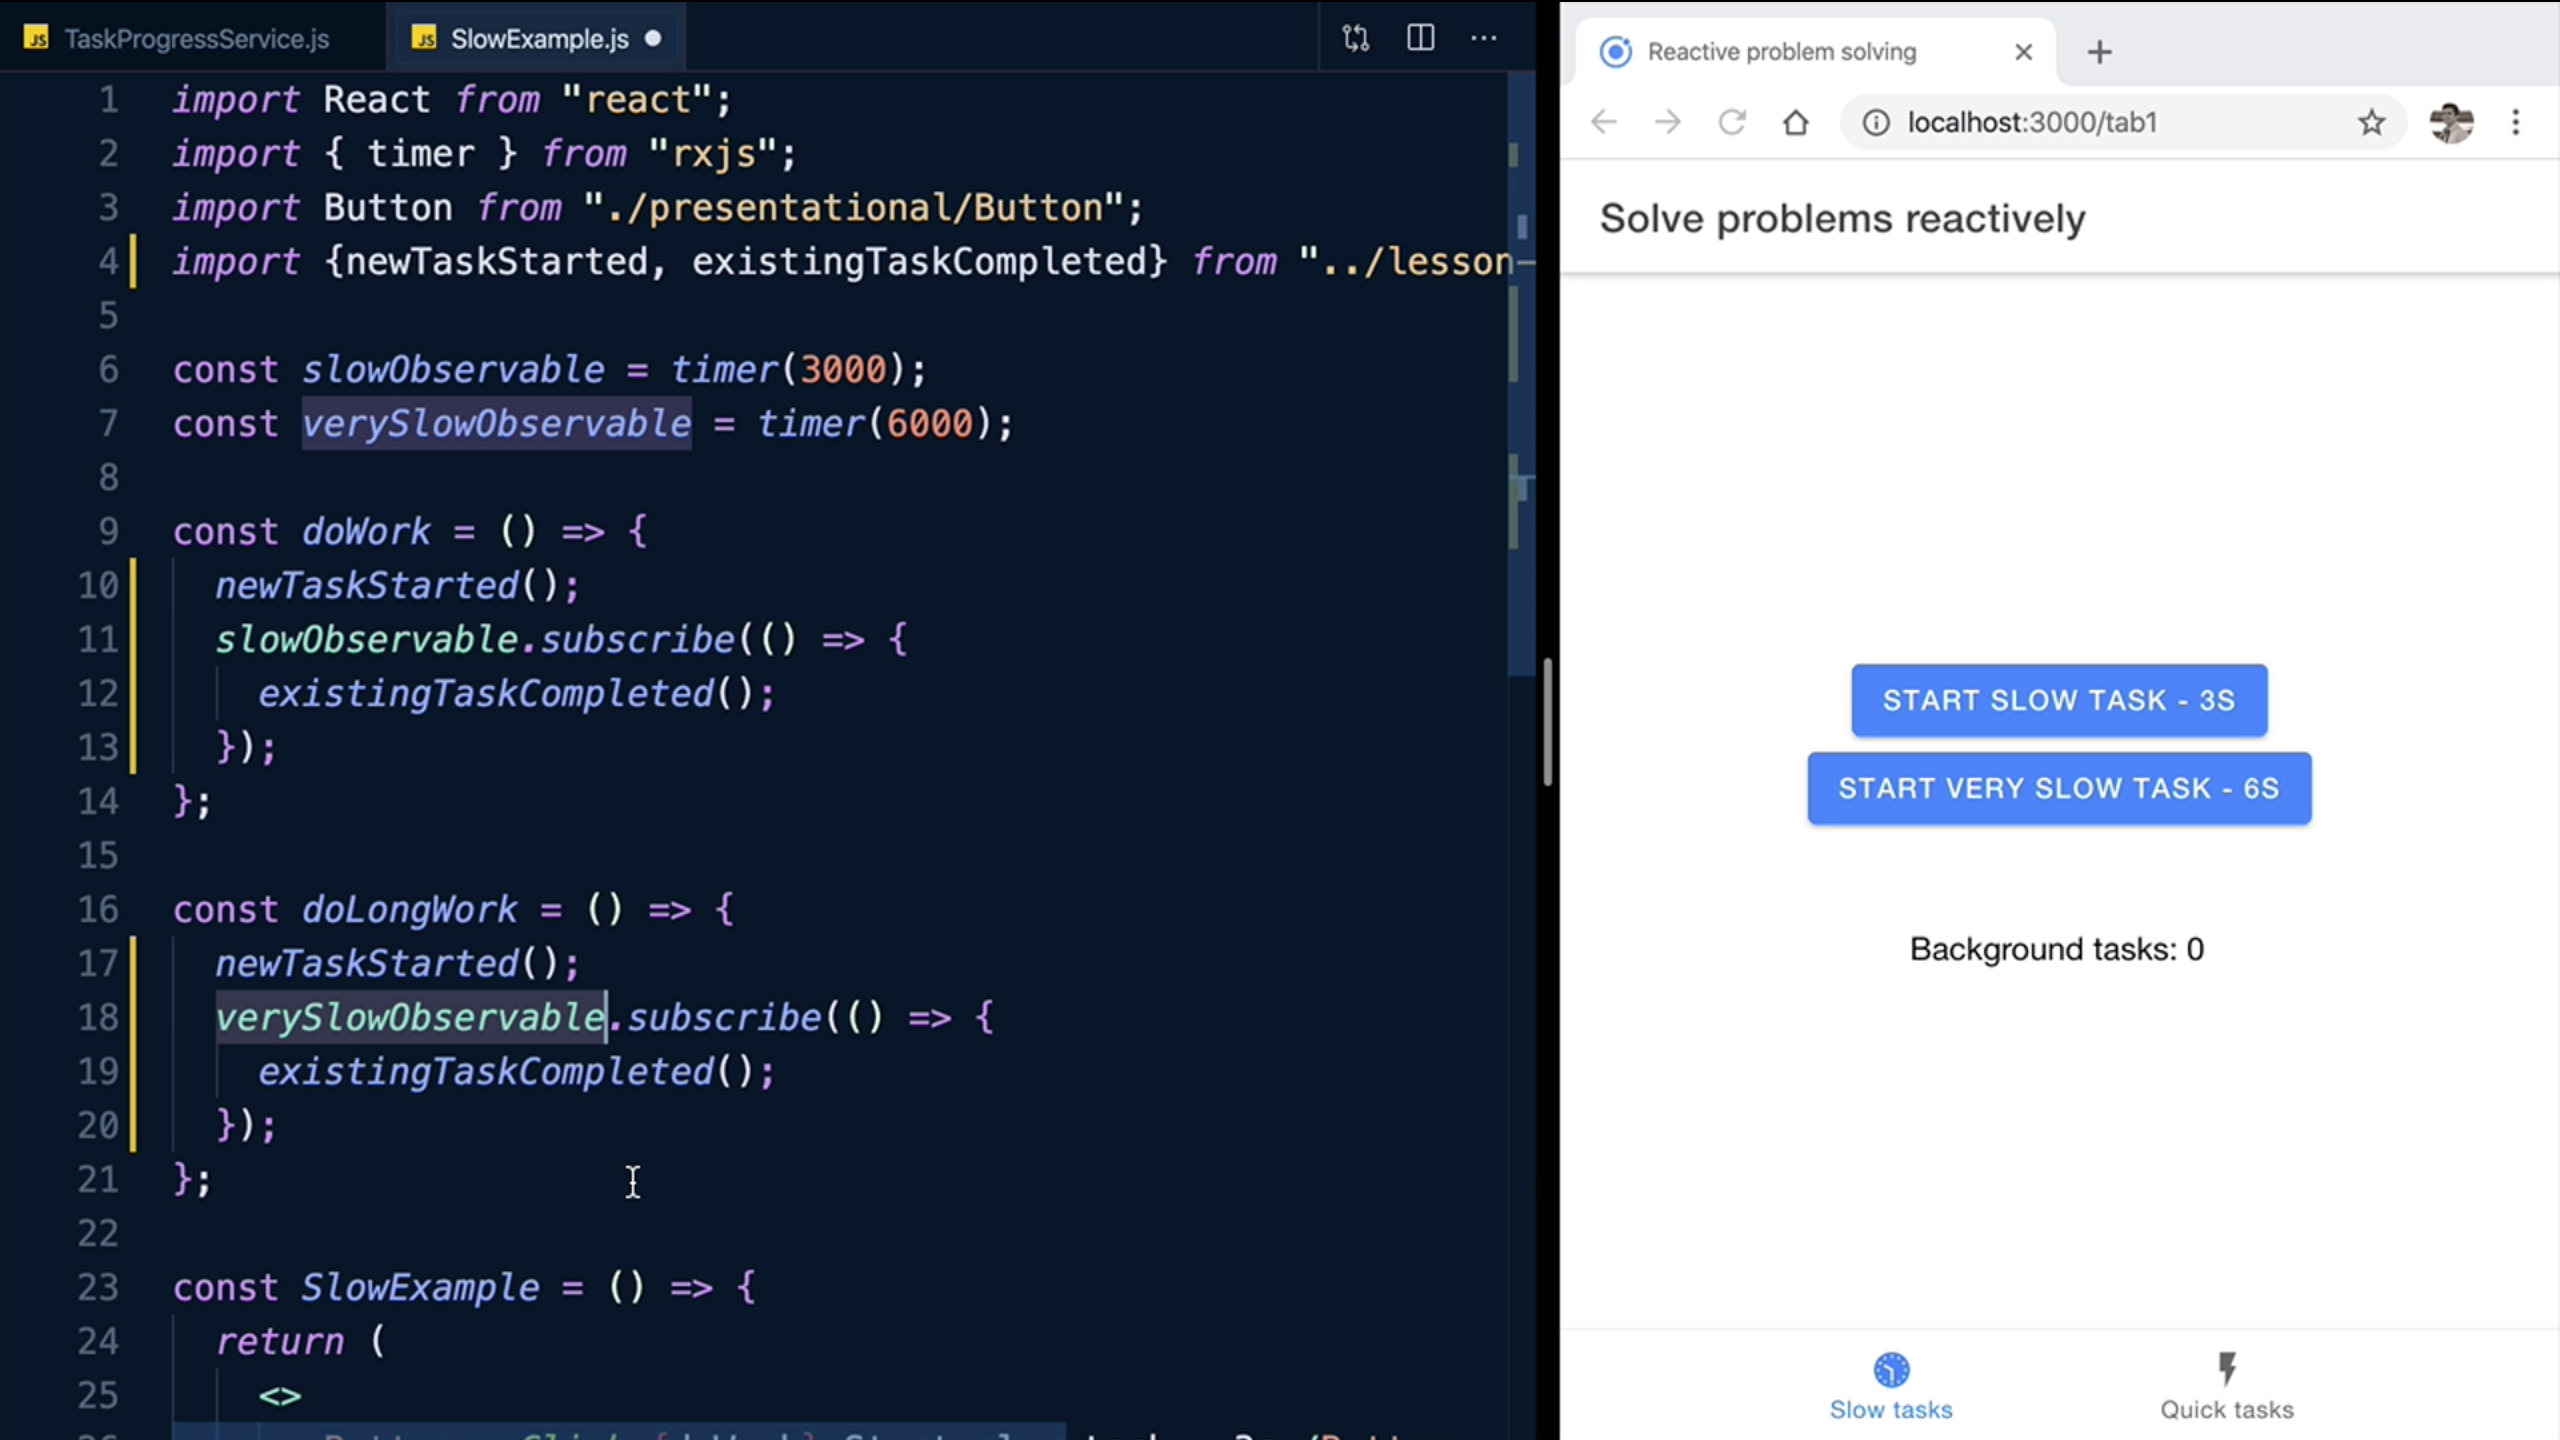 JS TaskProgressService.js
JS SlowExample.js
1 import React from "react";
2 import { timer } from "rxjs";
3 import Button from "./presentational/Button";
4 import {newTaskStarted, existingTaskCompleted} from "../lesson
5
6 const slowObservable = timer(3000);
7 const verySlowObservable = timer(6000);
8
9 const doWork = () => {
10 newTaskStarted();
11 slowObservable.subscribe(() => {
12 existingTaskCompleted();
13 });
14 };
15
16 const doLongWork = () => {
17 newTaskStarted();
18 verySlowObservable.subscribe(() => {
19 existingTaskCompleted();
20 });
21 };
22
23 const SlowExample = () => {
24 return (
25 <>
Reactive problem solving
localhost:3000/tab1
Solve problems reactively
START SLOW TASK - 3S
START VERY SLOW TASK - 6S
Background tasks: 0
Slow tasks
Quick tasks